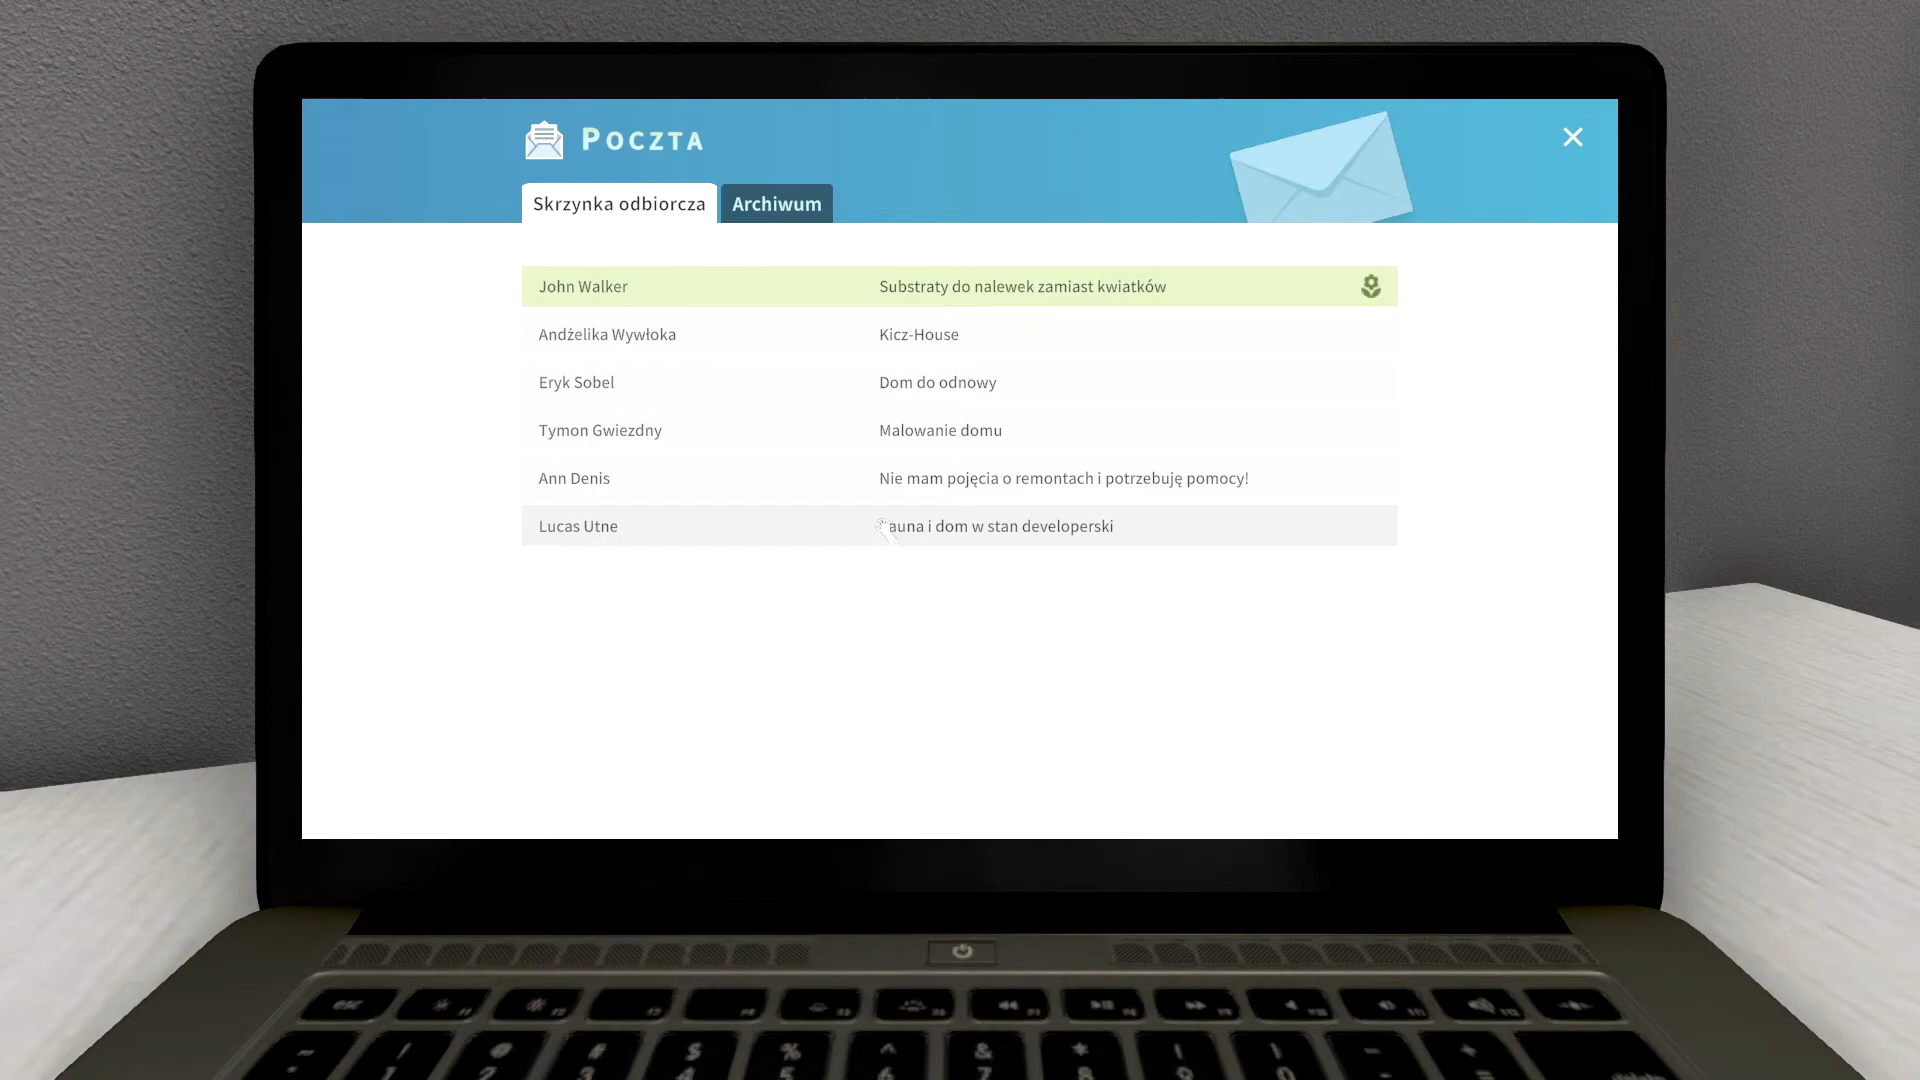 Poczta
Skrzynka odbiorcza Archiwum
John Walker Substraty do nalewek zamiast kwiatków
Andżelika Wywłoka Kicz-House
Eryk Sobel Dom do odnowy
Tymon Gwiezdny Malowanie domu
Ann Denis Nie mam pojęcia o remontach i potrzebuję pomocy!
Lucas Utne i dom w stan developerski
esc